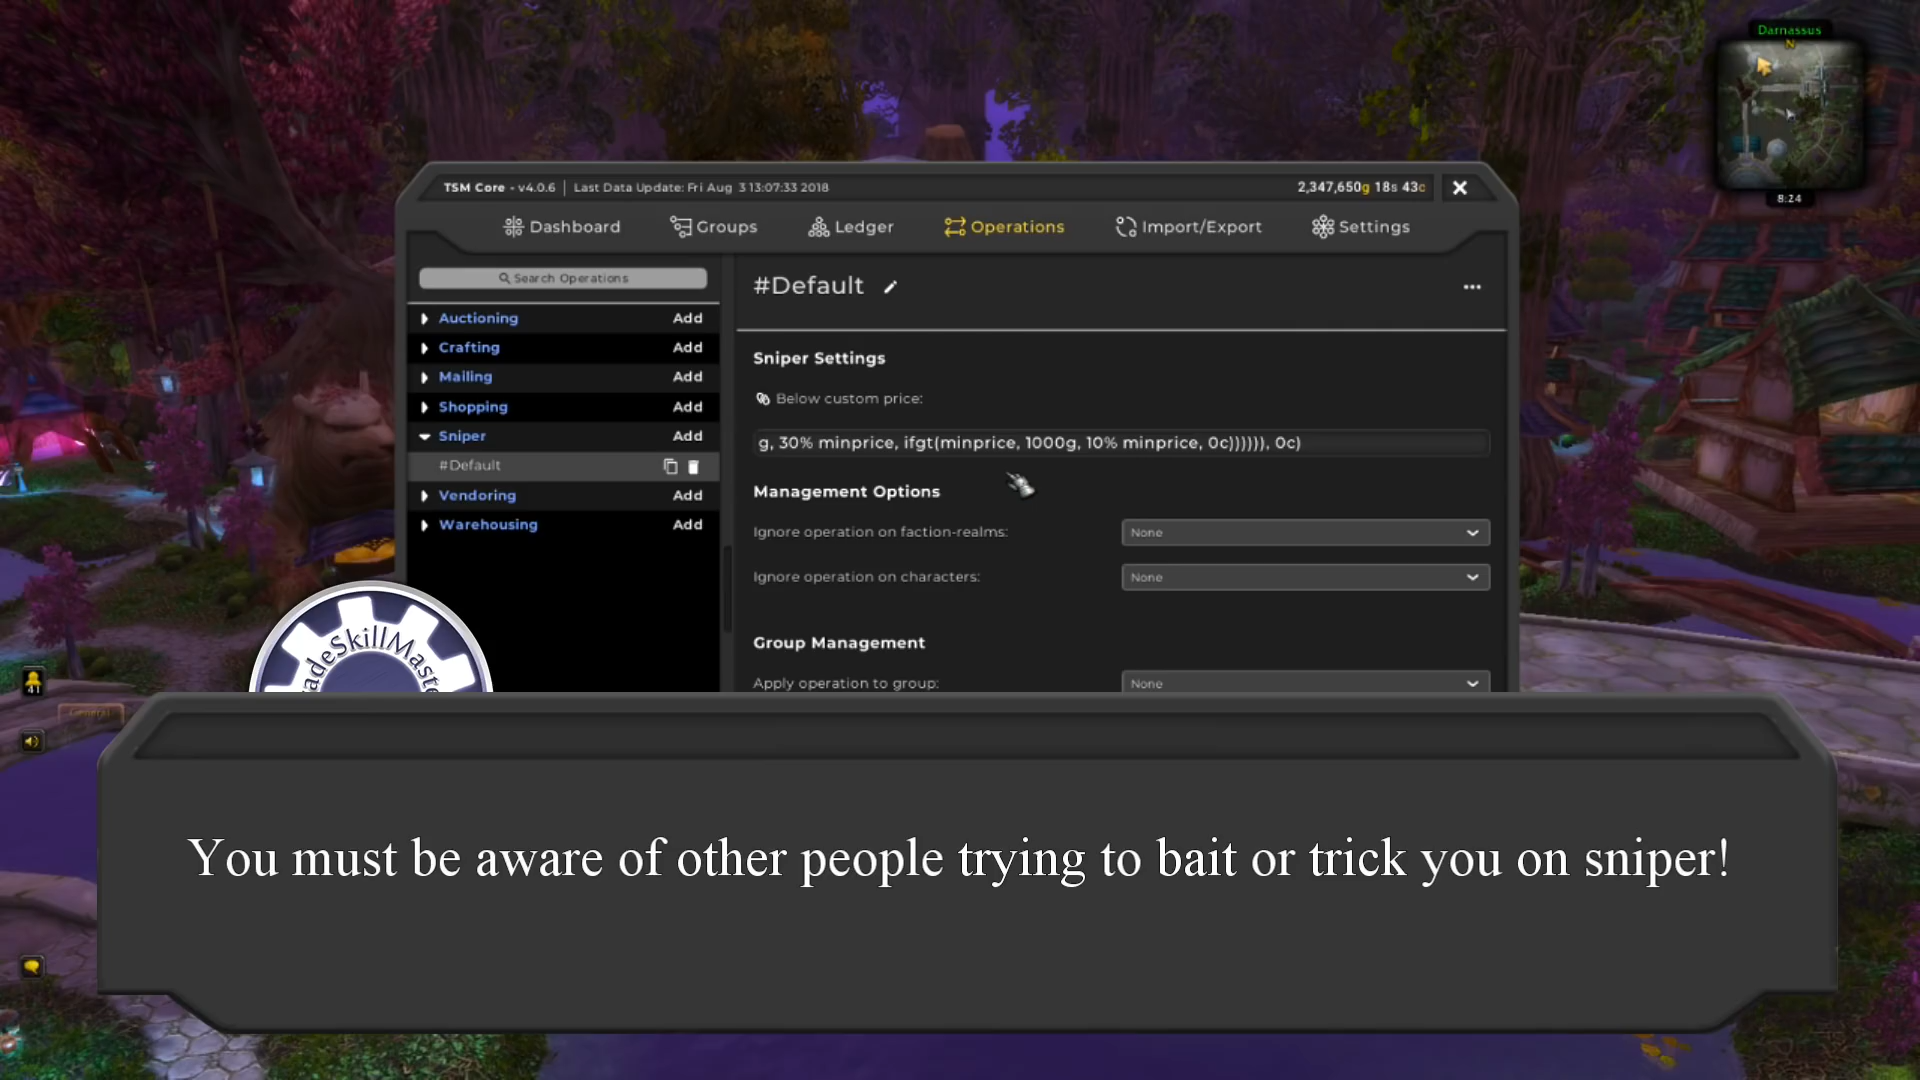 Darnassus
N
8:24
TSM Core - v4.0.6 | Last Data Update: Fri Aug 3 13:07:33 2018
2,347,650g 18s 43c
Dashboard
Groups
Ledger
Operations
Import/Export
Settings
Search Operations
Auctioning Add
Crafting Add
Mailing Add
Shopping Add
Sniper Add
#Default
Vendoring Add
Warehousing Add
#Default
Sniper Settings
Below custom price:
g, 30% minprice, ifgt(minprice, 1000g, 10% minprice, 0c)))))), 0c)
Management Options
Ignore operation on faction-realms: None
Ignore operation on characters: None
Group Management
Apply operation to group: None
adeSkillMaste
41
General
You must be aware of other people trying to bait or trick you on sniper!